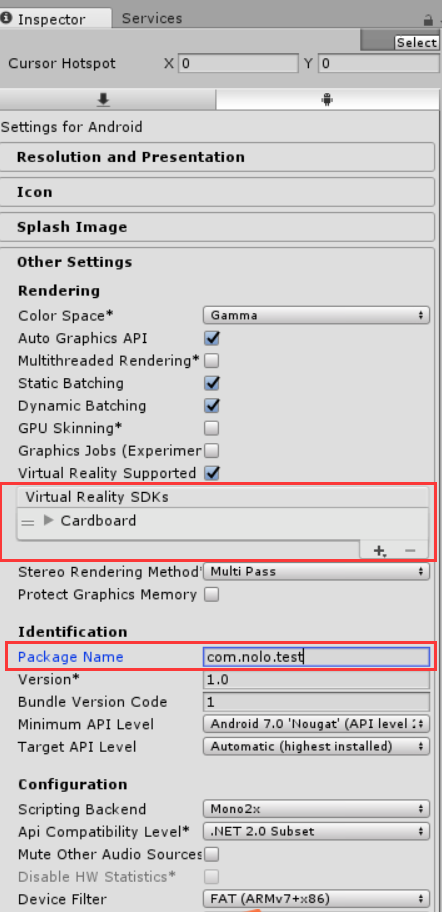 Inspector Services
Select
Cursor Hotspot X 0 Y 0
Settings for Android
Resolution and Presentation
Icon
Splash Image
Other Settings
Rendering
Color Space* Gamma
Auto Graphics API
Multithreaded Rendering*
Static Batching
Dynamic Batching
GPU Skinning*
Graphics Jobs (Experimen
Virtual Reality Supported
Virtual Reality SDKs
Cardboard
Stereo Rendering Method* Multi Pass
Protect Graphics Memory
Identification
Package Name com.nolo.test
Version* 1.0
Bundle Version Code 1
Minimum API Level Android 7.0 'Nougat' (API level
Target API Level Automatic (highest installed)
Configuration
Scripting Backend Mono2x
Api Compatibility Level* .NET 2.0 Subset
Mute Other Audio Sources
Disable HW Statistics*
Device Filter FAT (ARMv7+x86)